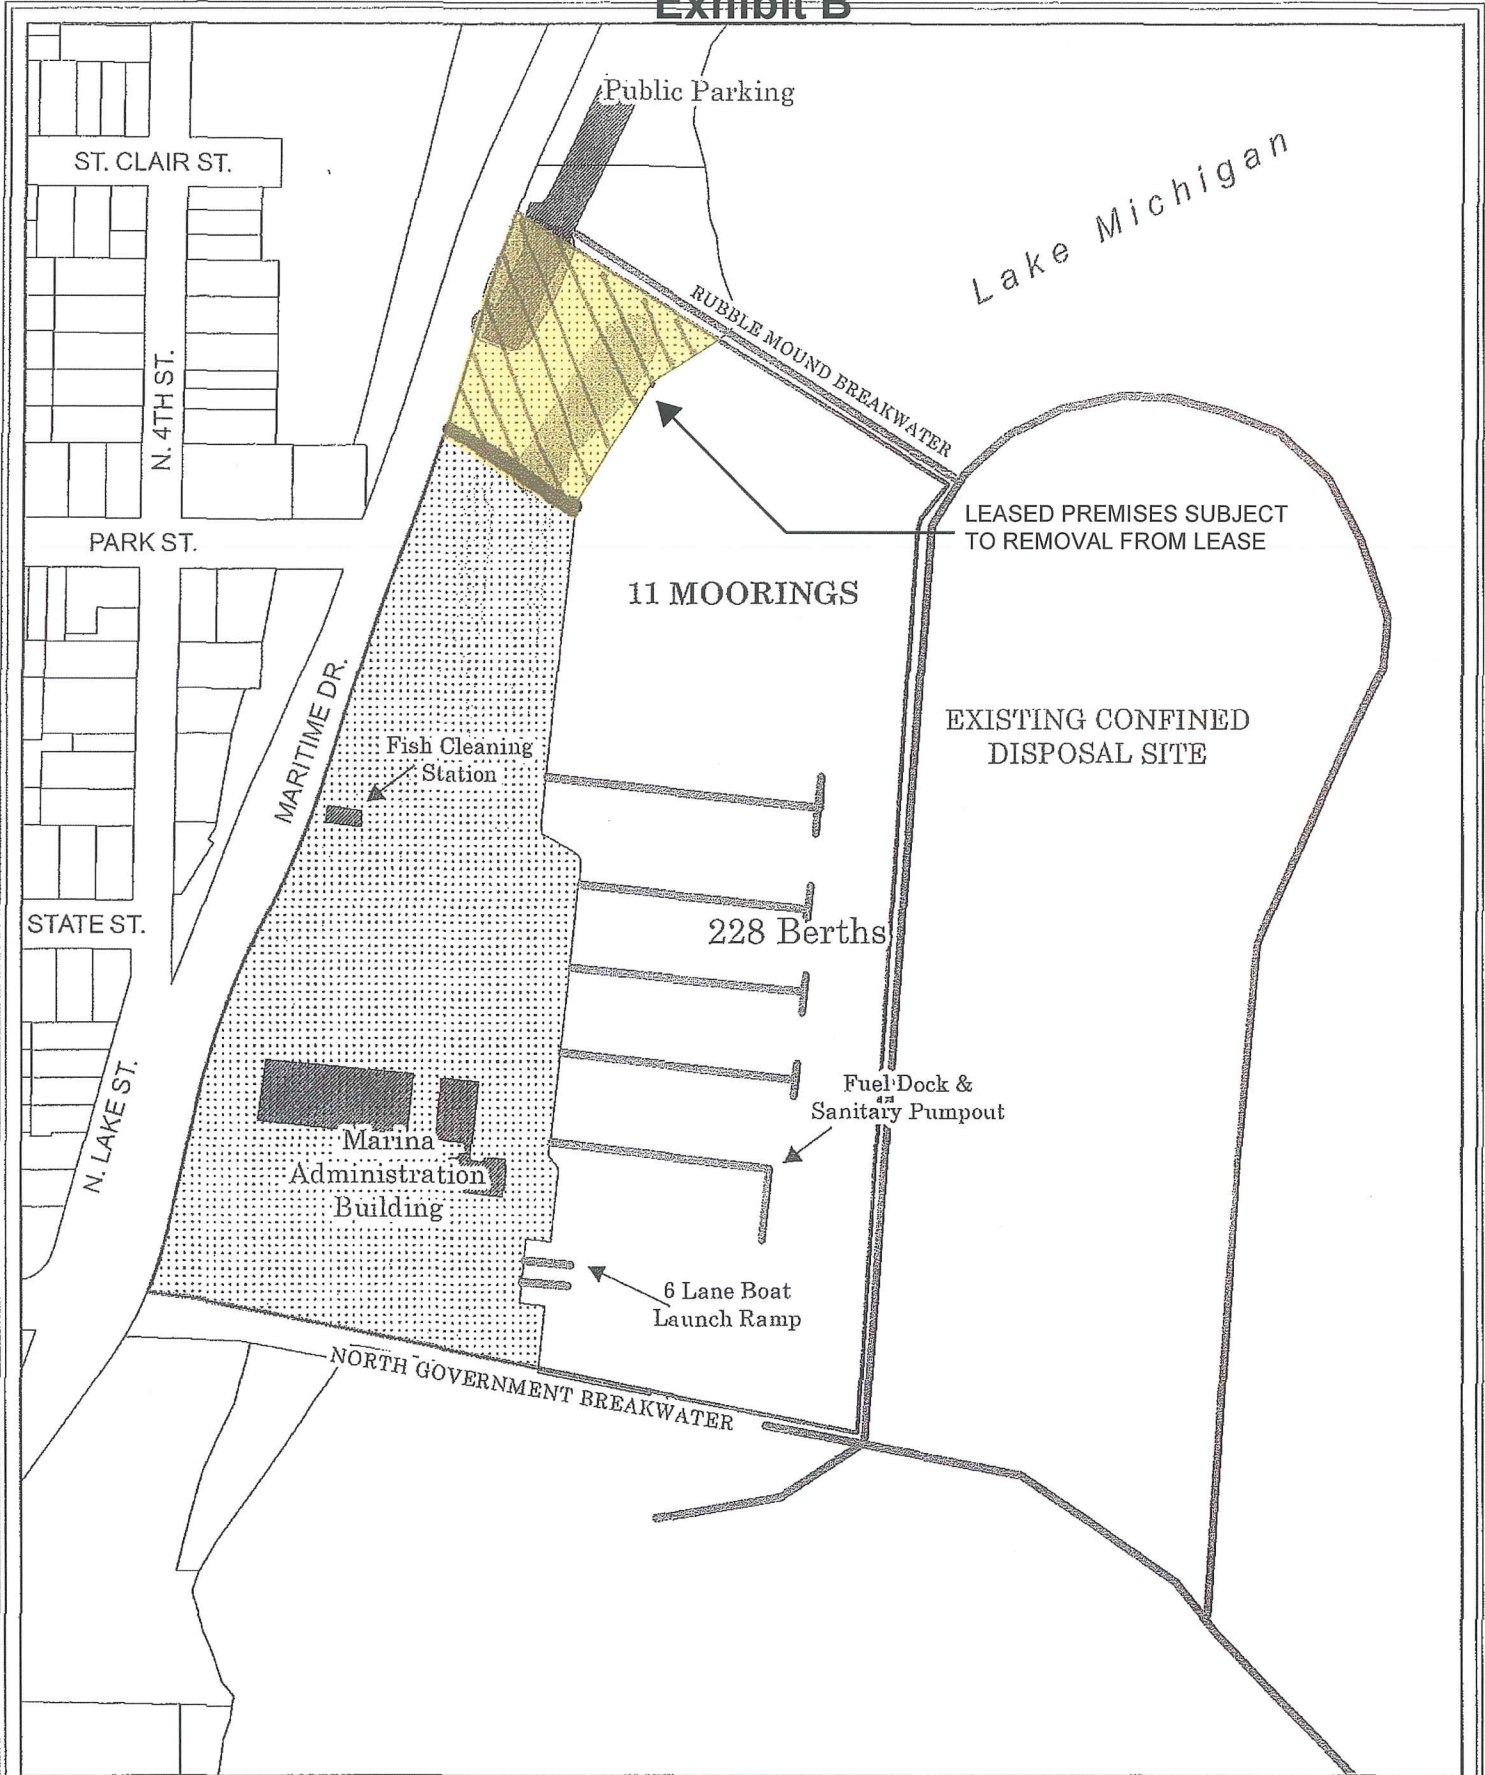 Exhibit B
Public Parking
ST. CLAIR ST.
Lake Michigan
RUBBLE MOUND BREAKWATER
N. 4TH ST.
LEASED PREMISES SUBJECT
TO REMOVAL FROM LEASE
PARK ST.
11 MOORINGS
MARITIME DR.
EXISTING CONFINED
DISPOSAL SITE
Fish Cleaning
Station
STATE ST.
228 Berths
N. LAKE ST.
Fuel Dock &
Sanitary Pumpout
Marina
Administration
Building
6 Lane Boat
Launch Ramp
NORTH GOVERNMENT BREAKWATER